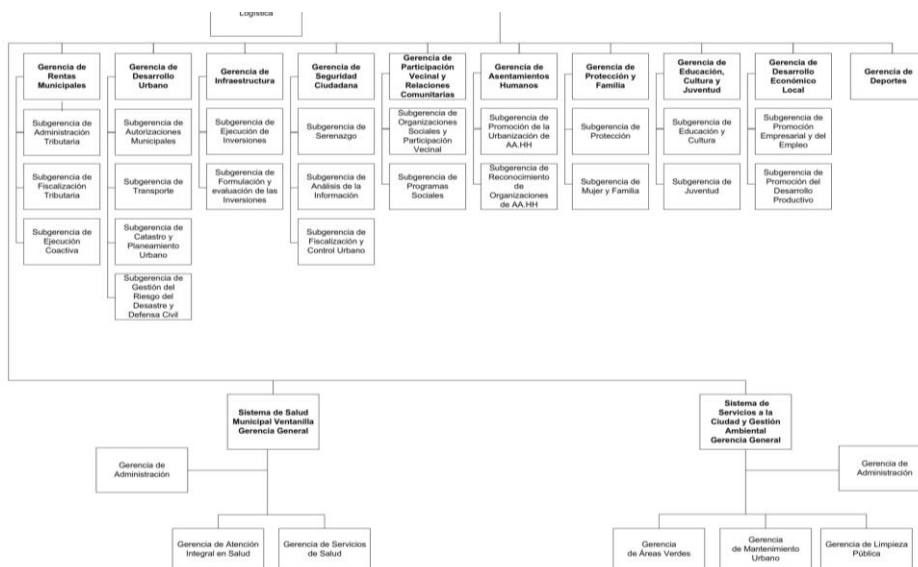 Logística
Gerencia de
Rentas
Municipales
Gerencia de
Desarrollo
Urbano
Gerencia de
Infraestructura
Gerencia de
Seguridad
Ciudadana
Gerencia de
Participación
Vecinal y
Relaciones
Comunitarias
Gerencia de
Asentamientos
Humanos
Gerencia de
Protección y
Familia
Gerencia de
Educación,
Cultura y
Juventud
Gerencia de
Desarrollo
Económico
Local
Gerencia de
Deportes
Subgerencia de
Administración
Tributaria
Subgerencia de
Autorizaciones
Municipales
Subgerencia de
Ejecución de
Inversiones
Subgerencia de
Serenazgo
Subgerencia de
Organizaciones
Sociales y
Participación
Vecinal
Subgerencia de
Promoción de la
Urbanización de
AA.HH
Subgerencia de
Protección
Subgerencia de
Educación y
Cultura
Subgerencia de
Promoción
Empresarial y del
Empleo
Subgerencia de
Fiscalización
Tributaria
Subgerencia de
Transporte
Subgerencia de
Formulación y
evaluación de las
Inversiones
Subgerencia de
Análisis de la
Información
Subgerencia de
Programas
Sociales
Subgerencia de
Reconocimiento
de
Organizaciones
de AA.HH
Subgerencia de
Mujer y Familia
Subgerencia de
Juventud
Subgerencia de
Promoción del
Desarrollo
Productivo
Subgerencia de
Ejecución
Coactiva
Subgerencia de
Catastro y
Planeamiento
Urbano
Subgerencia de
Fiscalización y
Control Urbano
Subgerencia de
Gestión del
Riesgo del
Desastre y
Defensa Civil
Sistema de Salud
Municipal Ventanilla
Gerencia General
Sistema de
Servicios a la
Ciudad y Gestión
Ambiental
Gerencia General
Gerencia de
Administración
Gerencia de
Administración
Gerencia de Atención
Integral en Salud
Gerencia de Servicios
de Salud
Gerencia
de Áreas Verdes
Gerencia
de Mantenimiento
Urbano
Gerencia de Limpieza
Pública